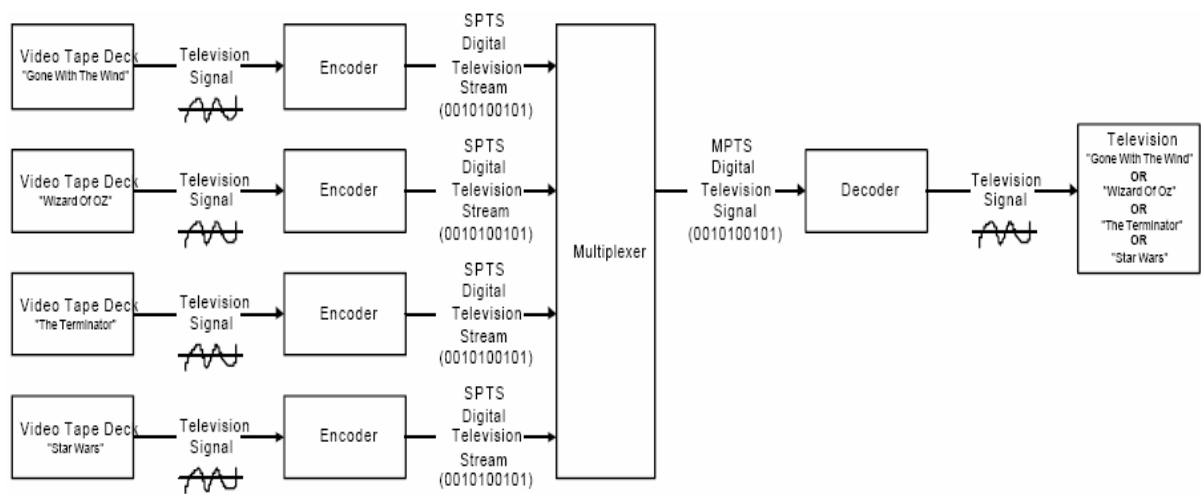 Video Tape Deck
"Gone With The Wind"
Television
Signal
Encoder
SPTS
Digital
Television
Stream
(0010100101)
Video Tape Deck
"Wizard Of OZ"
Television
Signal
Encoder
SPTS
Digital
Television
Stream
(0010100101)
Video Tape Deck
"The Terminator"
Television
Signal
Encoder
SPTS
Digital
Television
Stream
(0010100101)
Video Tape Deck
"Star Wars"
Television
Signal
Encoder
SPTS
Digital
Television
Stream
(0010100101)
Multiplexer
MPTS
Digital
Television
Signal
(0010100101)
Decoder
Television
Signal
Television
"Gone With The Wind"
OR
"Wizard Of Oz"
OR
"The Terminator"
OR
"Star Wars"